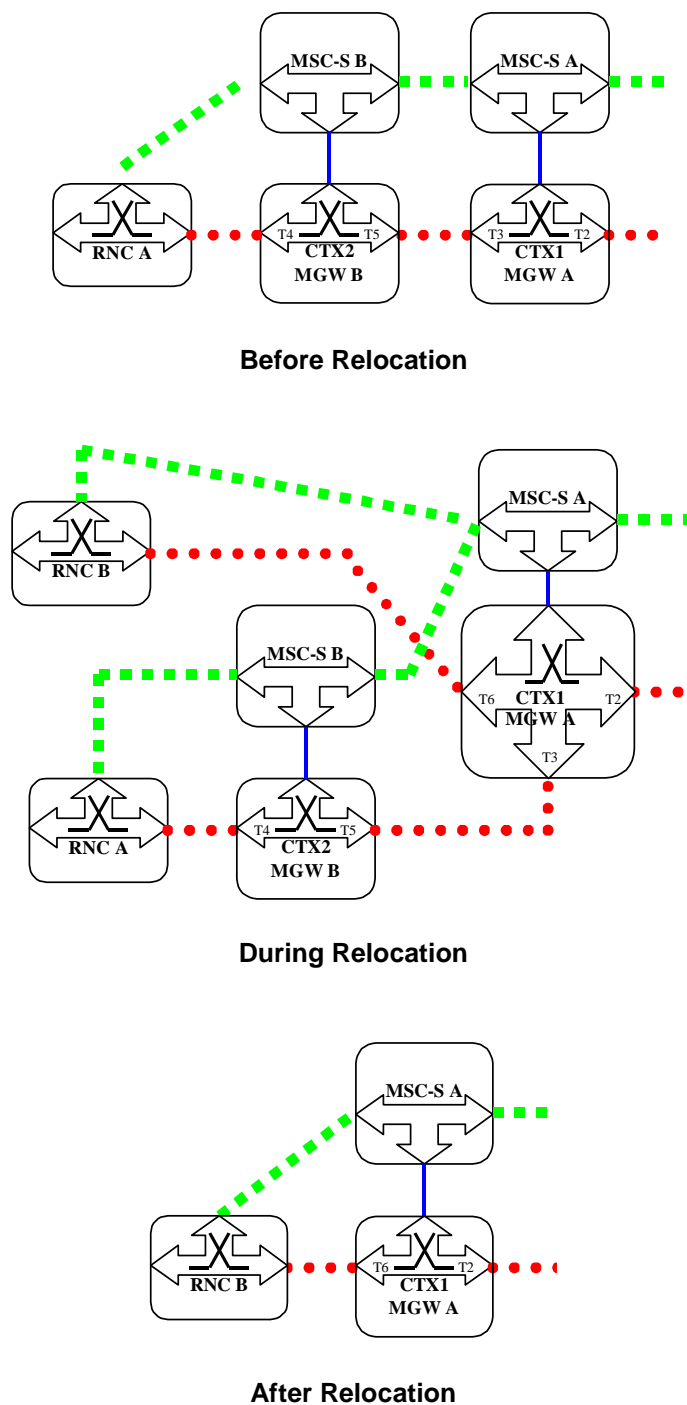 MSC-S B
MSC-S A
RNC A
T4
T5
CTX2
MGW B
T3
T2
CTX1
MGW A
Before Relocation
MSC-S A
RNC B
MSC-S B
T6
CTX1
T2
MGW A
T3
RNC A
T4
T5
CTX2
MGW B
During Relocation
MSC-S A
RNC B
T6
CTX1
T2
MGW A
After Relocation